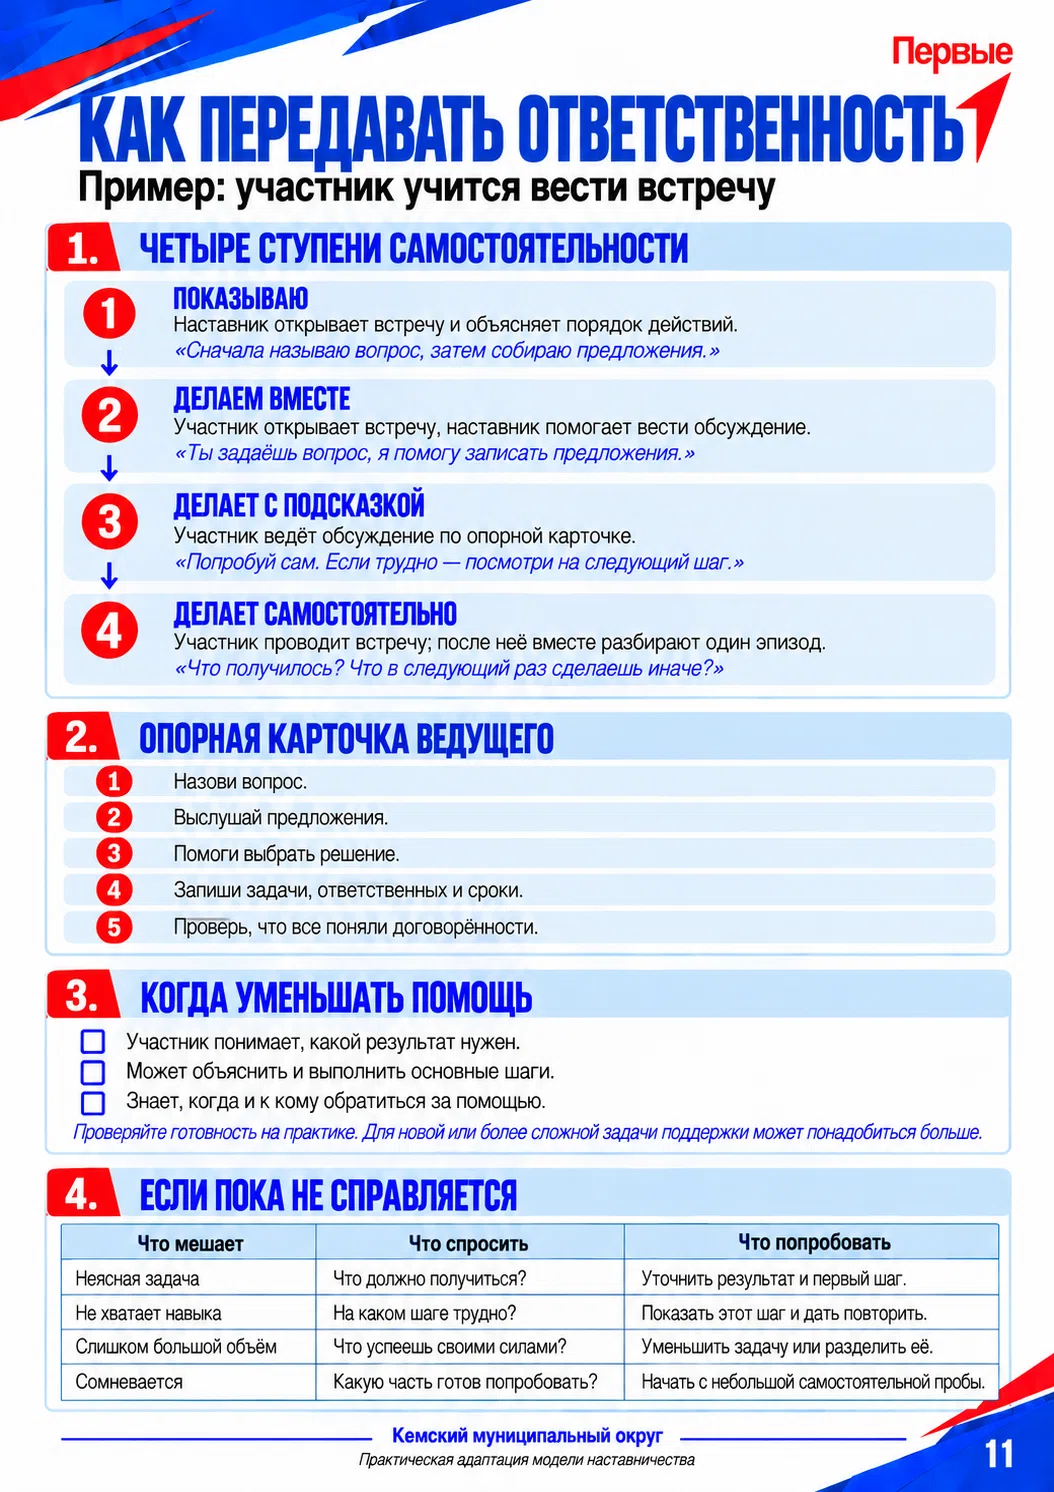 Первые
КАК ПЕРЕДАВАТЬ ОТВЕТСТВЕННОСТЬ
Пример: участник учится вести встречу
1. ЧЕТЫРЕ СТУПЕНИ САМОСТОЯТЕЛЬНОСТИ
1 ПОКАЗЫВАЮ
Наставник открывает встречу и объясняет порядок действий.
«Сначала называю вопрос, затем собираю предложения.»
2 ДЕЛАЕМ ВМЕСТЕ
Участник открывает встречу, наставник помогает вести обсуждение.
«Ты задаёшь вопрос, я помогу записать предложения.»
3 ДЕЛАЕТ С ПОДСКАЗКОЙ
Участник ведёт обсуждение по опорной карточке.
«Попробуй сам. Если трудно — посмотри на следующий шаг.»
4 ДЕЛАЕТ САМОСТОЯТЕЛЬНО
Участник проводит встречу; после неё вместе разбирают один эпизод.
«Что получилось? Что в следующий раз сделаешь иначе?»
2. ОПОРНАЯ КАРТОЧКА ВЕДУЩЕГО
1 Назови вопрос.
2 Выслушай предложения.
3 Помоги выбрать решение.
4 Запиши задачи, ответственных и сроки.
5 Проверь, что все поняли договорённости.
3. КОГДА УМЕНЬШАТЬ ПОМОЩЬ
Участник понимает, какой результат нужен.
Может объяснить и выполнить основные шаги.
Знает, когда и к кому обратиться за помощью.
Проверяйте готовность на практике. Для новой или более сложной задачи поддержки может понадобиться больше.
4. ЕСЛИ ПОКА НЕ СПРАВЛЯЕТСЯ
Что мешает Что спросить Что попробовать
Неясная задача Что должно получиться? Уточнить результат и первый шаг.
Не хватает навыка На каком шаге трудно? Показать этот шаг и дать повторить.
Слишком большой объём Что успеешь своими силами? Уменьшить задачу или разделить её.
Сомневается Какую часть готов попробовать? Начать с небольшой самостоятельной пробы.
Кемский муниципальный округ
Практическая адаптация модели наставничества
11